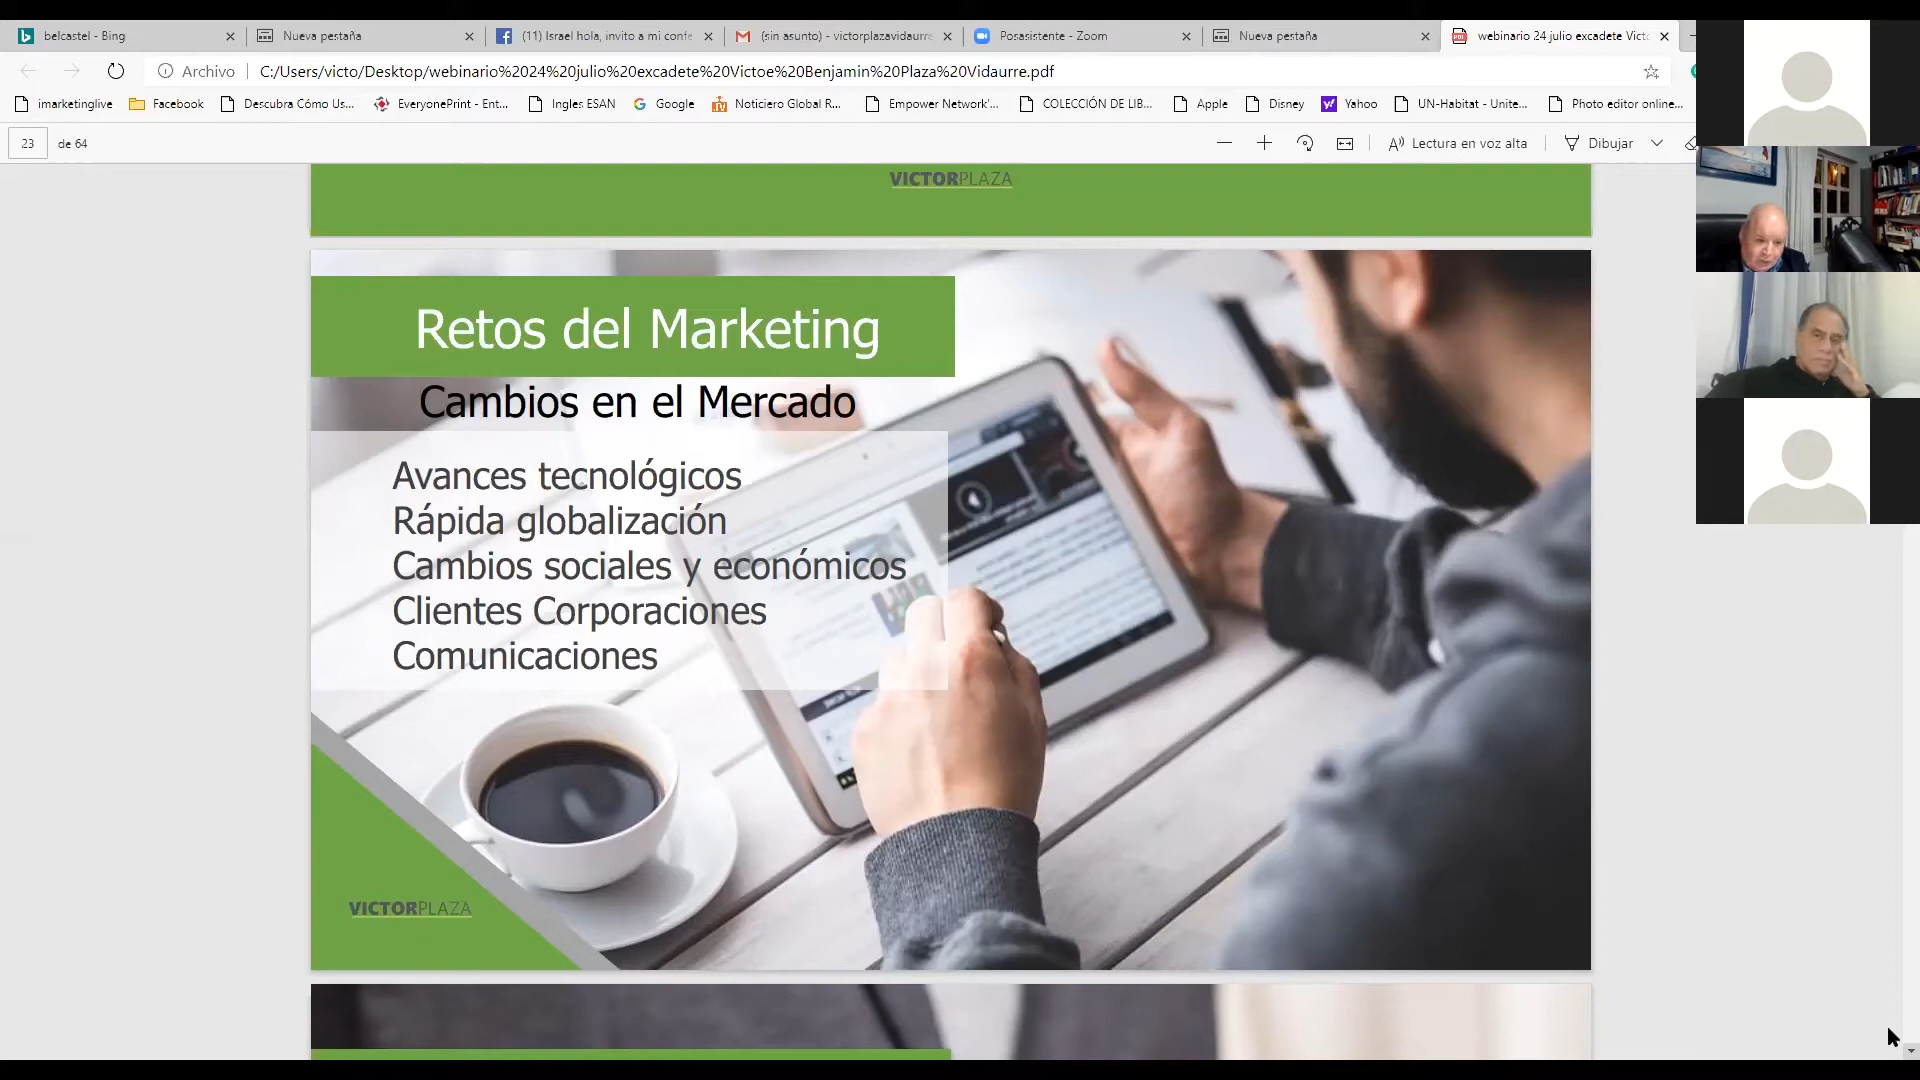 belcastel - Bing
Nueva pestaña
(11) Israel hola, invito a mi confe
(sin asunto) - victorplazavidaurre
Posasistente - Zoom
Nueva pestaña
webinario 24 julio excadete Victo
Archivo
C:/Users/victo/Desktop/webinario%2024%20julio%20excadete%20Victoe%20Benjamin%20Plaza%20Vidaurre.pdf
imarketinglive
Facebook
Descubra Cómo Us...
EveryonePrint - Ent...
Ingles ESAN
Google
Noticiero Global R...
Empower Network'...
COLECCIÓN DE LIB...
Apple
Disney
Yahoo
UN-Habitat - Unite...
Photo editor online...
23 de 64
Lectura en voz alta
Dibujar
VICTORPLAZA
Retos del Marketing
Cambios en el Mercado
Avances tecnológicos
Rápida globalización
Cambios sociales y económicos
Clientes Corporaciones
Comunicaciones
VICTORPLAZA